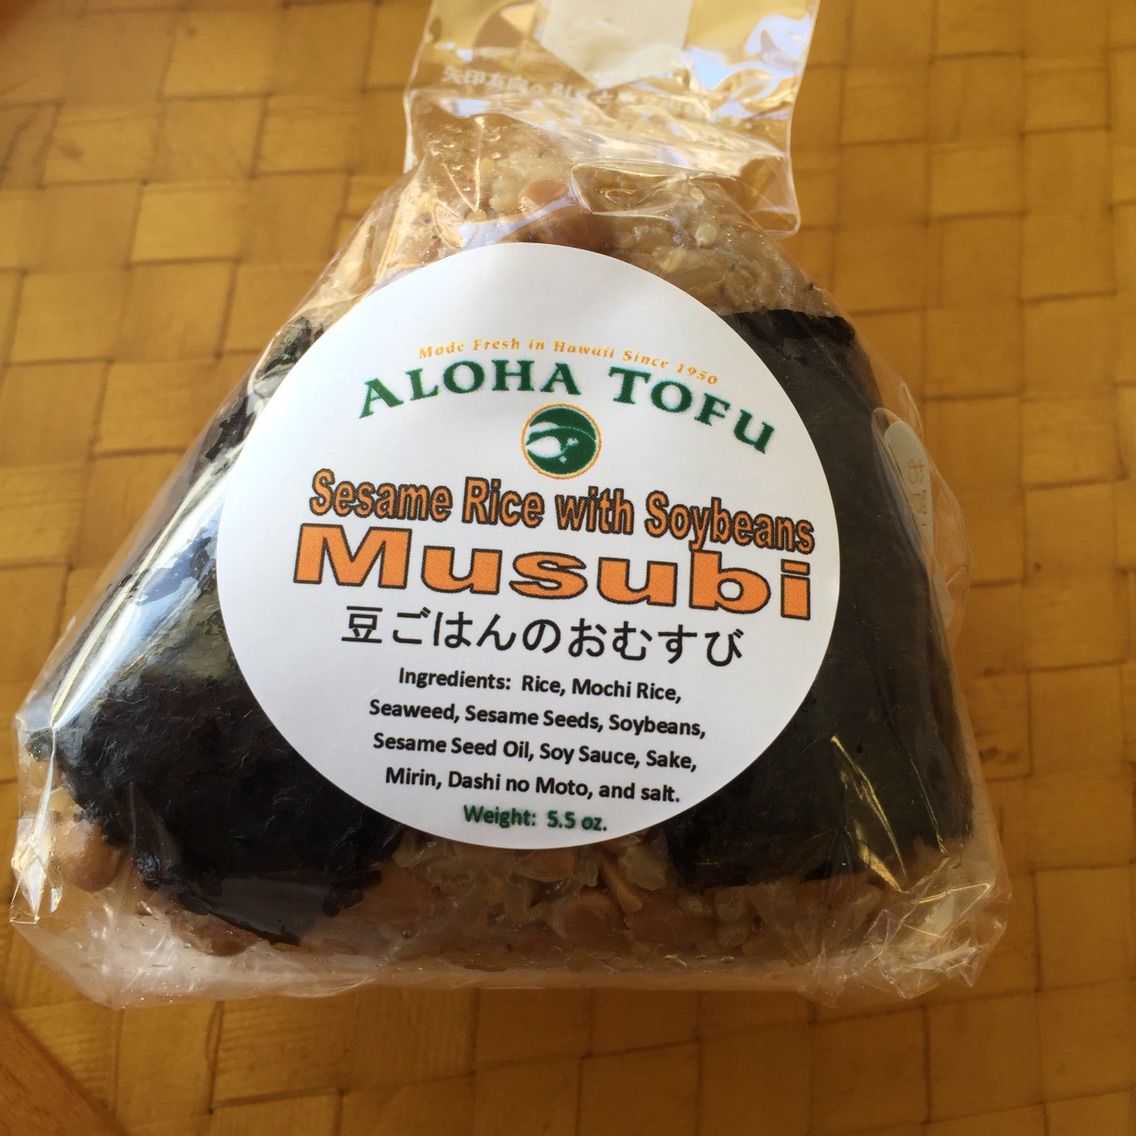 Made Fresh in Hawaii Since 1950
ALOHA TOFU
Sesame Rice with Soybeans
Musubi
豆ごはんのおむすび
Ingredients: Rice, Mochi Rice,
Seaweed, Sesame Seeds, Soybeans,
Sesame Seed Oil, Soy Sauce, Sake,
Mirin, Dashi no Moto, and salt.
Weight: 5.5 oz.